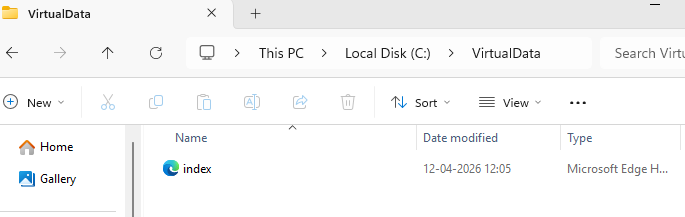 VirtualData
This PC > Local Disk (C:) > VirtualData
Search Virtu
New
Sort
View
Home
Gallery
Name Date modified Type
index 12-04-2026 12:05 Microsoft Edge H...